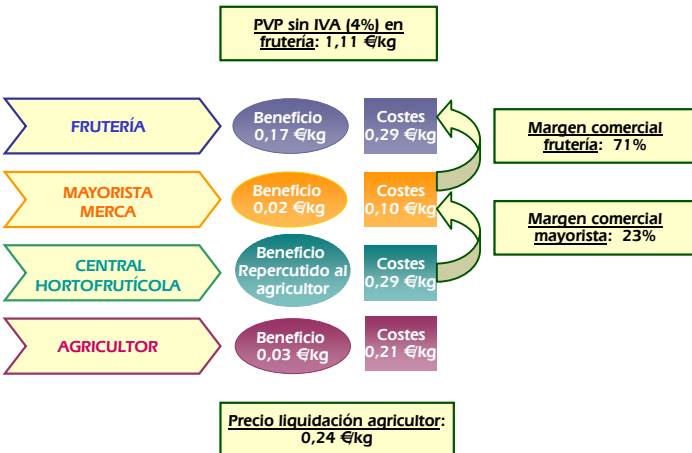 PVP sin IVA (4%) en
frutería: 1,11 €/kg
FRUTERÍA
Beneficio
0,17 €/kg
Costes
0,29 €/kg
Margen comercial
frutería: 71%
MAYORISTA
MERCA
Beneficio
0,02 €/kg
Costes
0,10 €/kg
Margen comercial
mayorista: 23%
CENTRAL
HORTOFRUTÍCOLA
Beneficio
Repercutido al
agricultor
Costes
0,29 €/kg
AGRICULTOR
Beneficio
0,03 €/kg
Costes
0,21 €/kg
Precio liquidación agricultor:
0,24 €/kg